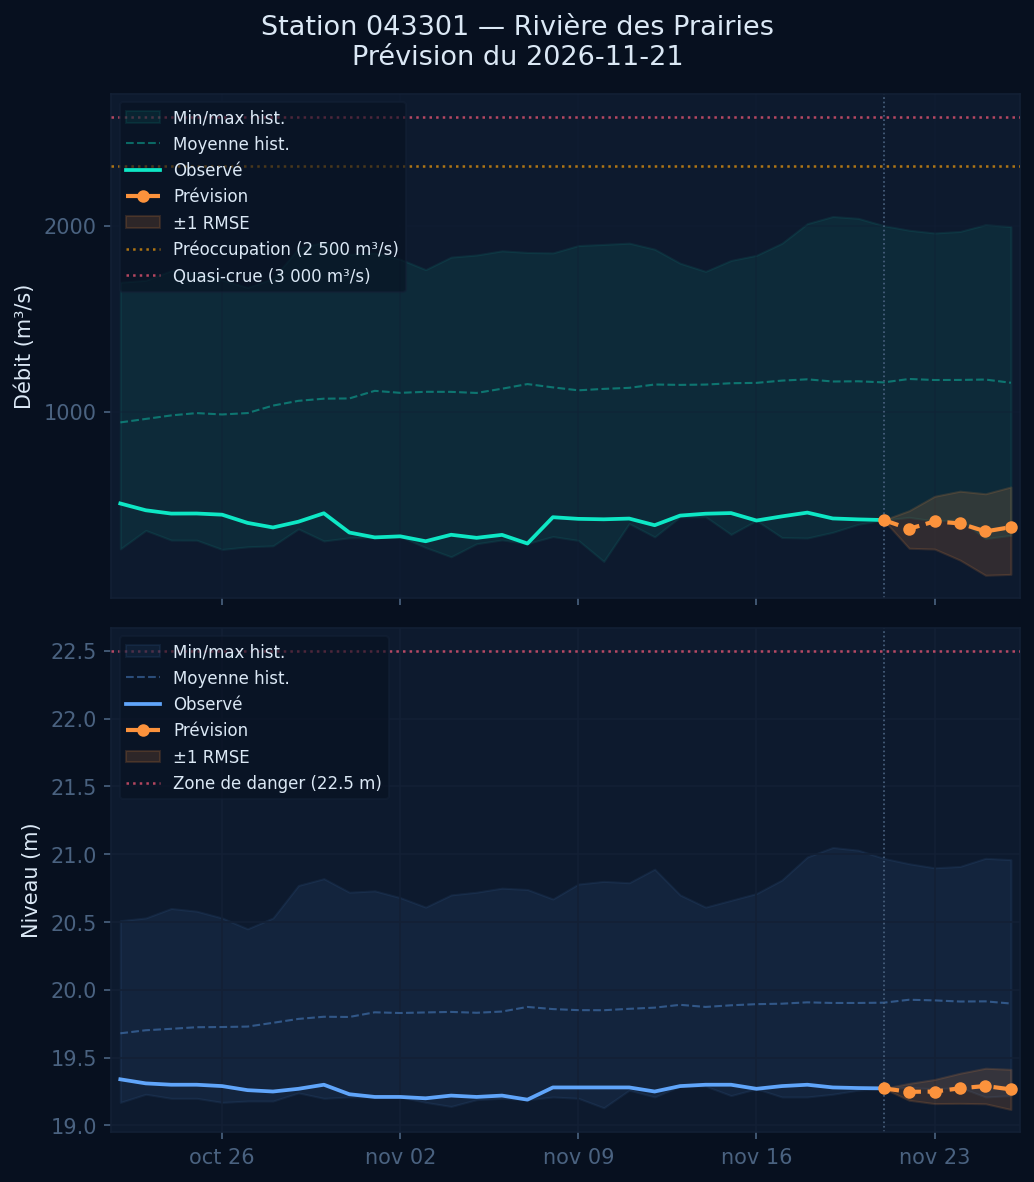 Station 043301 — Rivière des Prairies
Prévision du 2026-11-21
Min/max hist.
Moyenne hist.
Observé
Prévision
±1 RMSE
Préoccupation (2 500 m³/s)
Quasi-crue (3 000 m³/s)
2000
1000
Débit (m³/s)
Min/max hist.
Moyenne hist.
Observé
Prévision
±1 RMSE
Zone de danger (22.5 m)
22.5
22.0
21.5
21.0
20.5
20.0
19.5
19.0
Niveau (m)
oct 26
nov 02
nov 09
nov 16
nov 23